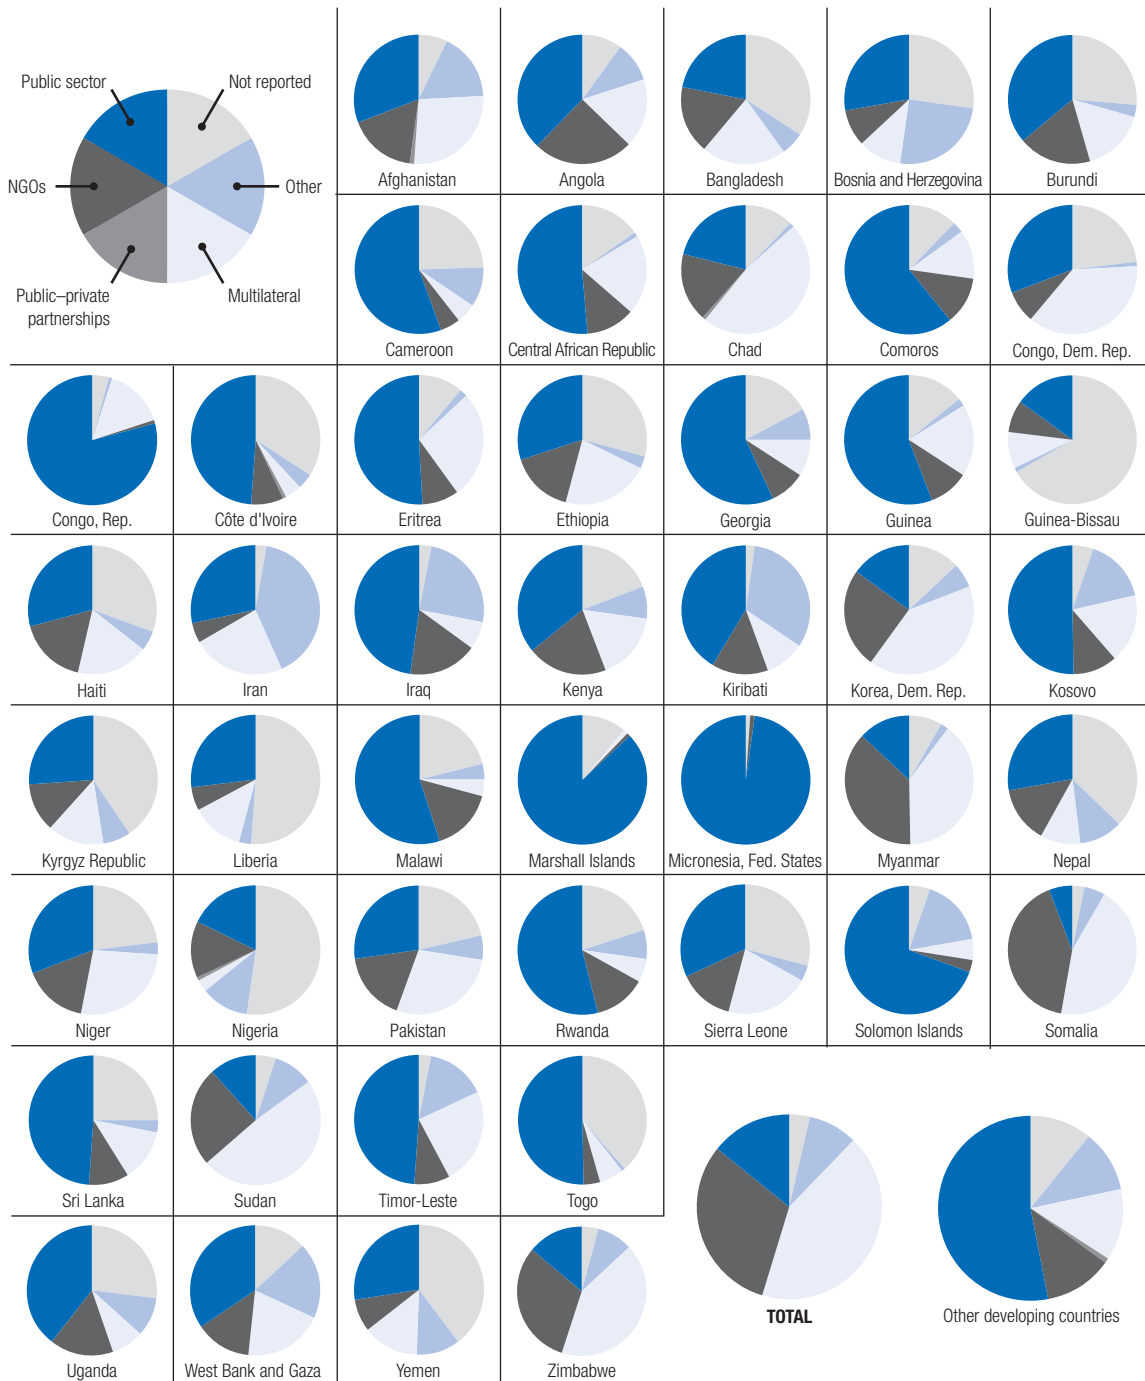 Public sector
Not reported
NGOs
Other
Public–private
partnerships
Multilateral
Afghanistan
Angola
Bangladesh
Bosnia and Herzegovina
Burundi
Cameroon
Central African Republic
Chad
Comoros
Congo, Dem. Rep.
Congo, Rep.
Côte d'Ivoire
Eritrea
Ethiopia
Georgia
Guinea
Guinea-Bissau
Haiti
Iran
Iraq
Kenya
Kiribati
Korea, Dem. Rep.
Kosovo
Kyrgyz Republic
Liberia
Malawi
Marshall Islands
Micronesia, Fed. States
Myanmar
Nepal
Niger
Nigeria
Pakistan
Rwanda
Sierra Leone
Solomon Islands
Somalia
Sri Lanka
Sudan
Timor-Leste
Togo
TOTAL
Other developing countries
Uganda
West Bank and Gaza
Yemen
Zimbabwe